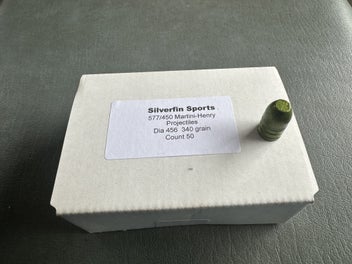 Silverfin Sports
577/450 Martini-Henry
Projectiles
Dia 456 340 grain
Count 50